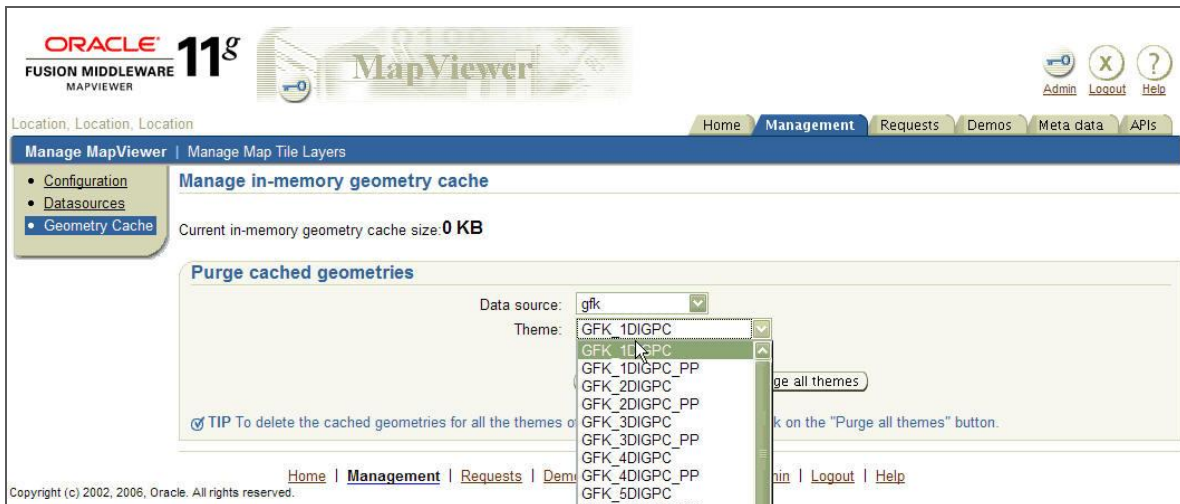 ORACLE 11g
FUSION MIDDLEWARE
MAPVIEWER
MapViewer
Admin Logout Help
Location, Location, Location
Home Management Requests Demos Meta data APIs
Manage MapViewer | Manage Map Tile Layers
• Configuration
• Datasources
• Geometry Cache
Manage in-memory geometry cache
Current in-memory geometry cache size:0 KB
Purge cached geometries
Data source: gfk
Theme: GFK_1DIGPC
GFK_1DIGPC
GFK_1DIGPC_PP
GFK_2DIGPC
GFK_2DIGPC_PP
GFK_3DIGPC
GFK_3DIGPC_PP
GFK_4DIGPC
GFK_4DIGPC_PP
GFK_5DIGPC
all themes
TIP To delete the cached geometries for all the themes on the "Purge all themes" button.
Home | Management | Requests | Logout | Help
Copyright (c) 2002, 2006, Oracle. All rights reserved.